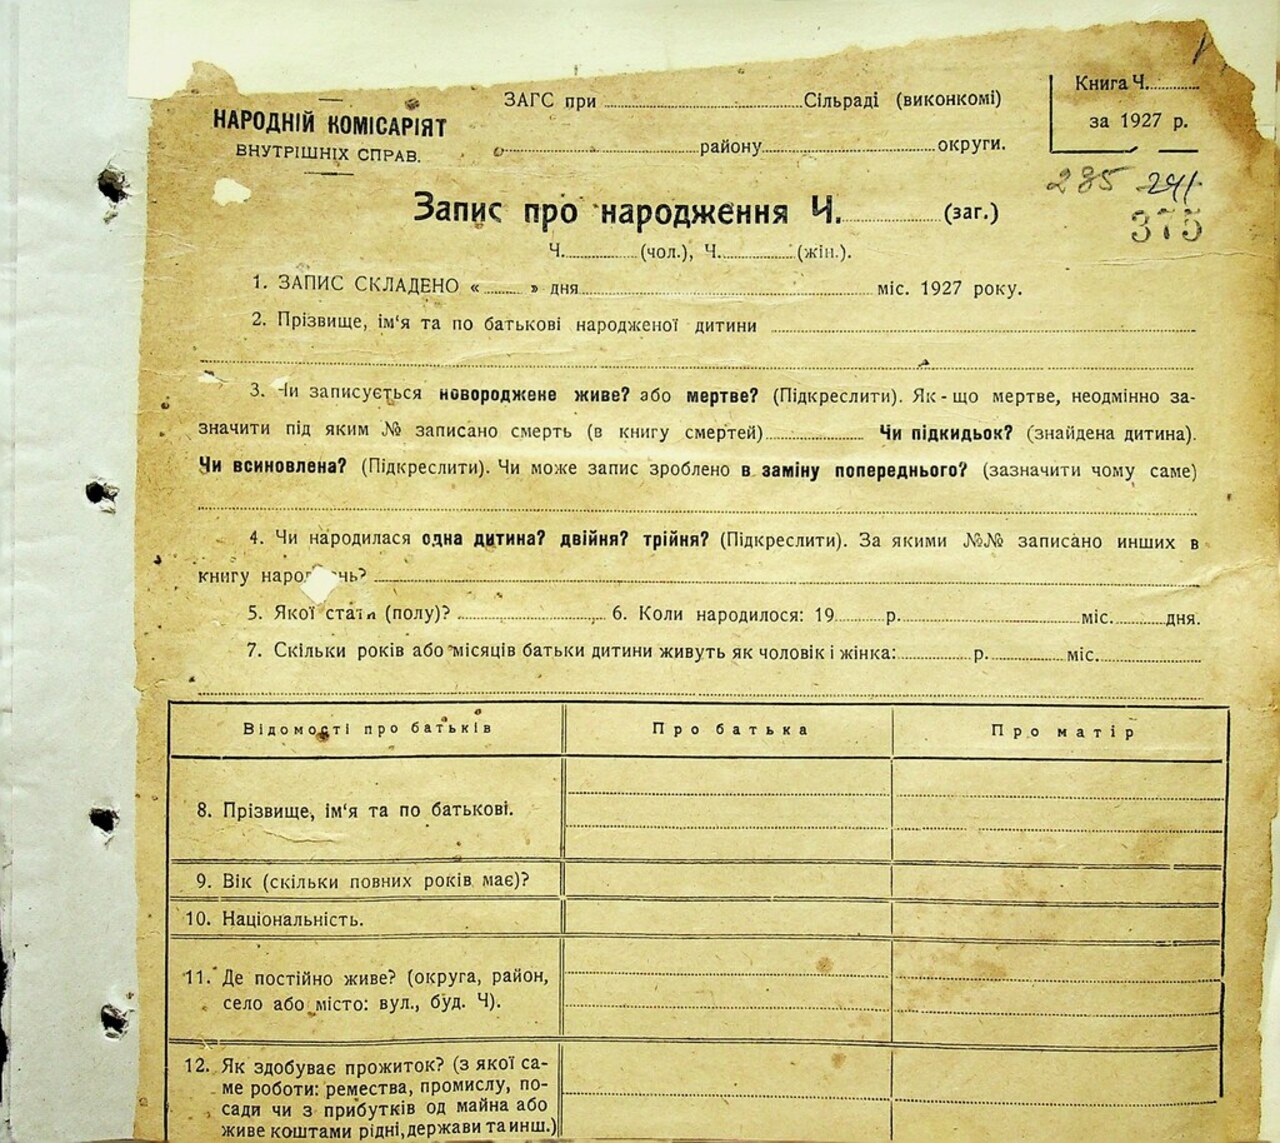 НАРОДНІЙ КОМІСАРІЯТ
ВНУТРІШНІХ СПРАВ.
ЗАГС при ........ Сільраді (виконкомі)
........ району ........ округи.
Книга Ч. ........
за 1927 р.
285 241
375
Запис про народження Ч. ........ (заг.)
Ч. ........ (чол.), Ч. ........ (жін.).
1. ЗАПИС СКЛАДЕНО « ........ » дня ........ міс. 1927 року.
2. Прізвище, ім‘я та по батькові народженої дитини ........
3. Чи записується новороджене живе? або мертве? (Підкреслити). Як-що мертве, неодмінно за-
значити під яким № записано смерть (в книгу смертей) ........ Чи підкидьок? (знайдена дитина).
Чи всиновлена? (Підкреслити). Чи може запис зроблено в заміну попереднього? (зазначити чому саме)
4. Чи народилася одна дитина? двійня? трійня? (Підкреслити). За якими №№ записано инших в
книгу народжень? ........
5. Якої стати (полу)? ........ 6. Коли народилося: 19 ........ р. ........ міс. ........ дня.
7. Скільки років або місяців батьки дитини живуть як чоловік і жінка: ........ р. ........ міс. ........
Відомості про батьків
Про батька
Про матір
8. Прізвище, ім‘я та по батькові.
9. Вік (скільки повних років має)?
10. Національність.
11. Де постійно живе? (округа, район,
село або місто: вул., буд. Ч).
12. Як здобуває прожиток? (з якої са-
ме роботи: ремества, промислу, по-
сади чи з прибутків од майна або
живе коштами рідні, держави та инш.)